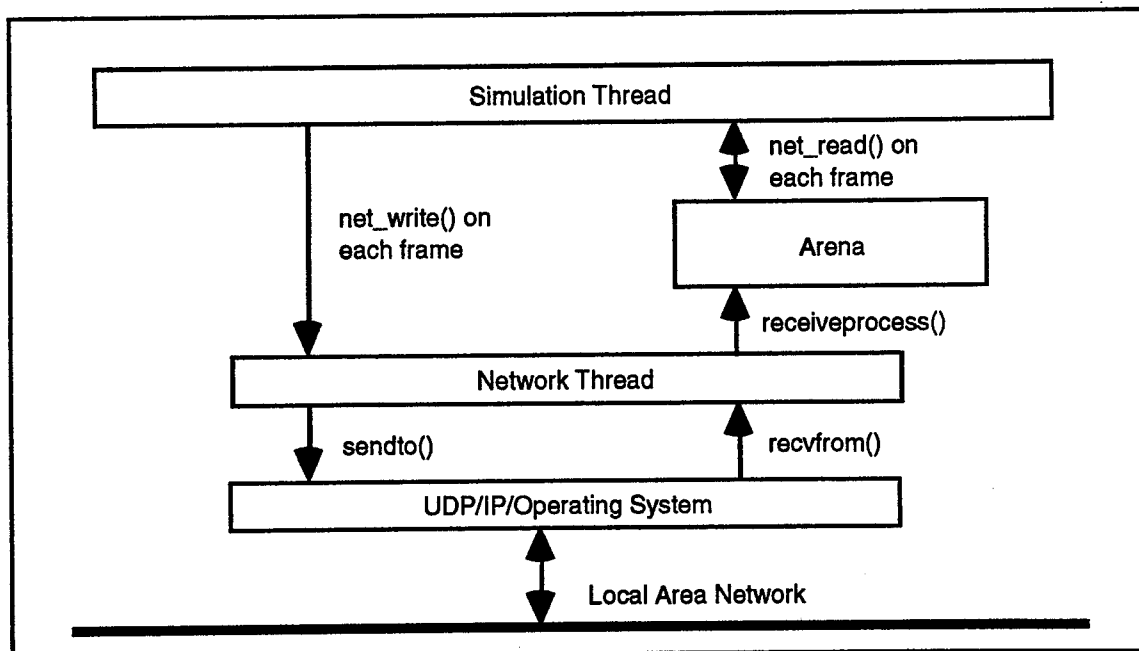 Simulation Thread
net_read() on
each frame
net_write() on
each frame
Arena
receiveprocess()
Network Thread
sendto()
recvfrom()
UDP/IP/Operating System
Local Area Network